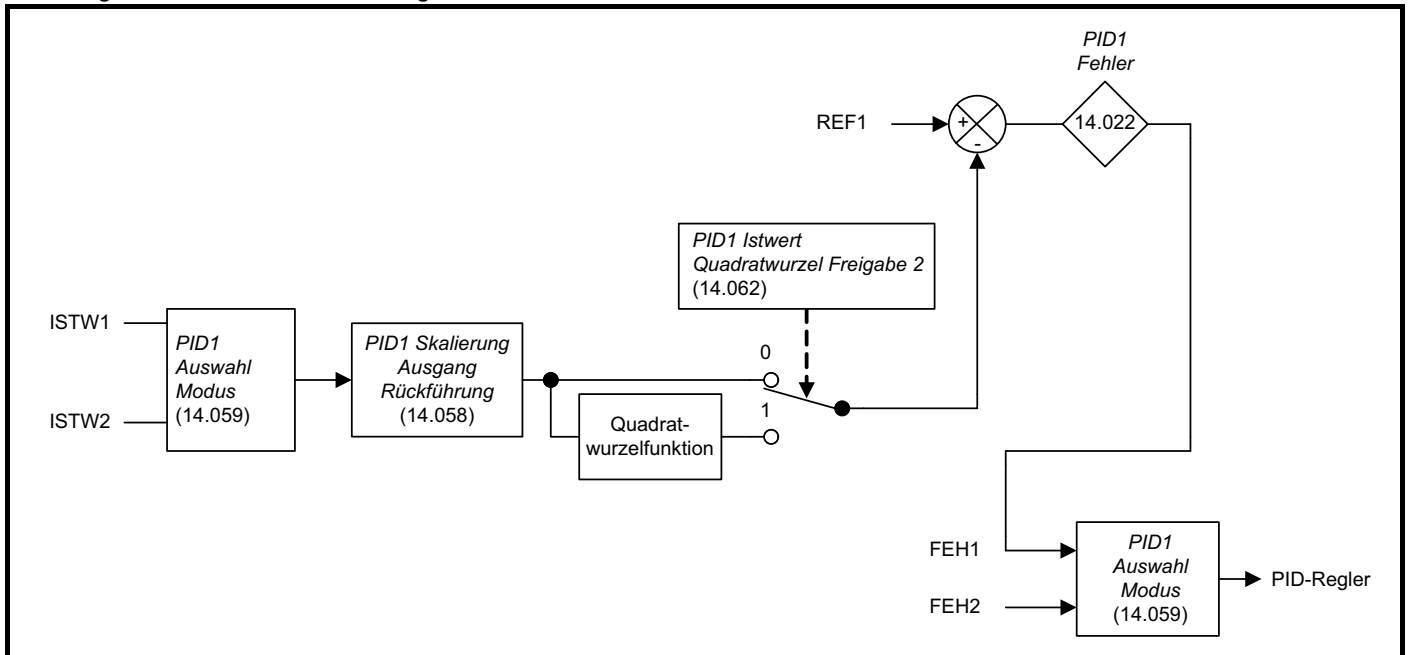 PID1
Fehler
REF1
+
-
14.022
PID1 Istwert
Quadratwurzel Freigabe 2
(14.062)
ISTW1
ISTW2
PID1
Auswahl
Modus
(14.059)
PID1 Skalierung
Ausgang
Rückführung
(14.058)
0
1
Quadrat-
wurzelfunktion
FEH1
FEH2
PID1
Auswahl
Modus
(14.059)
PID-Regler